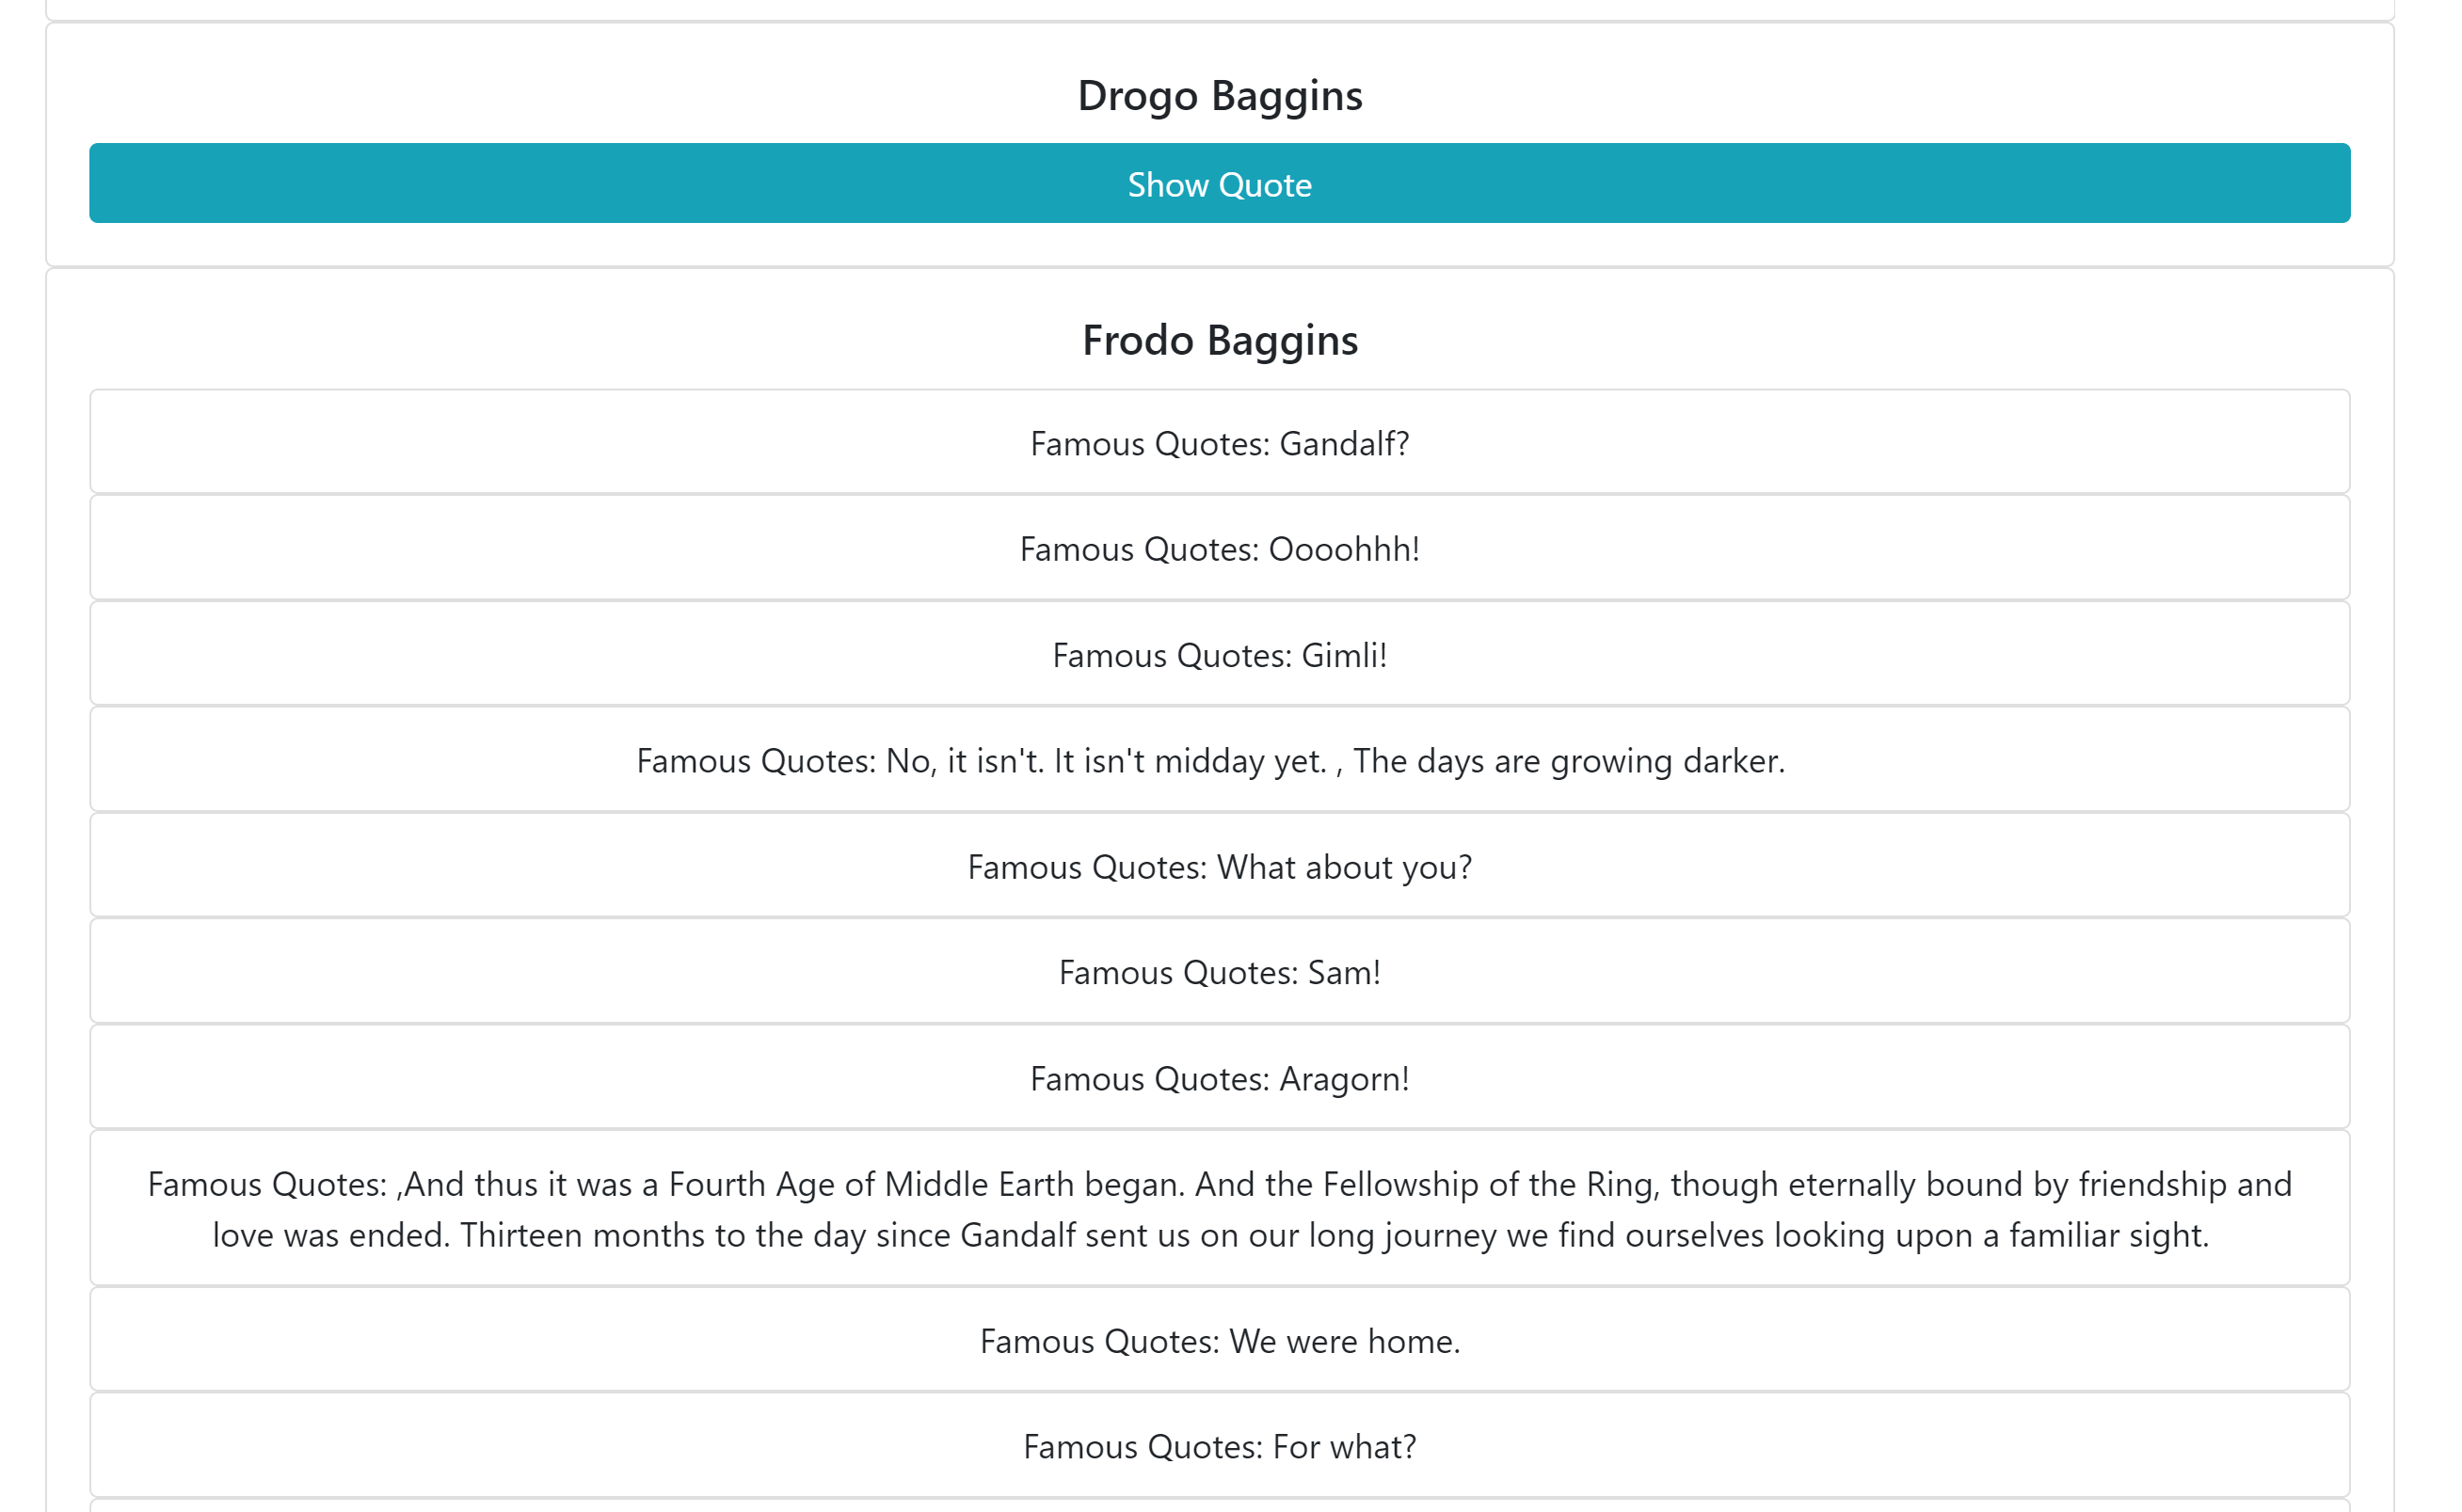 Drogo Baggins
Show Quote
Frodo Baggins
Famous Quotes: Gandalf?
Famous Quotes: Oooohhh!
Famous Quotes: Gimli!
Famous Quotes: No, it isn't. It isn't midday yet. , The days are growing darker.
Famous Quotes: What about you?
Famous Quotes: Sam!
Famous Quotes: Aragorn!
Famous Quotes: ,And thus it was a Fourth Age of Middle Earth began. And the Fellowship of the Ring, though eternally bound by friendship and
love was ended. Thirteen months to the day since Gandalf sent us on our long journey we find ourselves looking upon a familiar sight.
Famous Quotes: We were home.
Famous Quotes: For what?